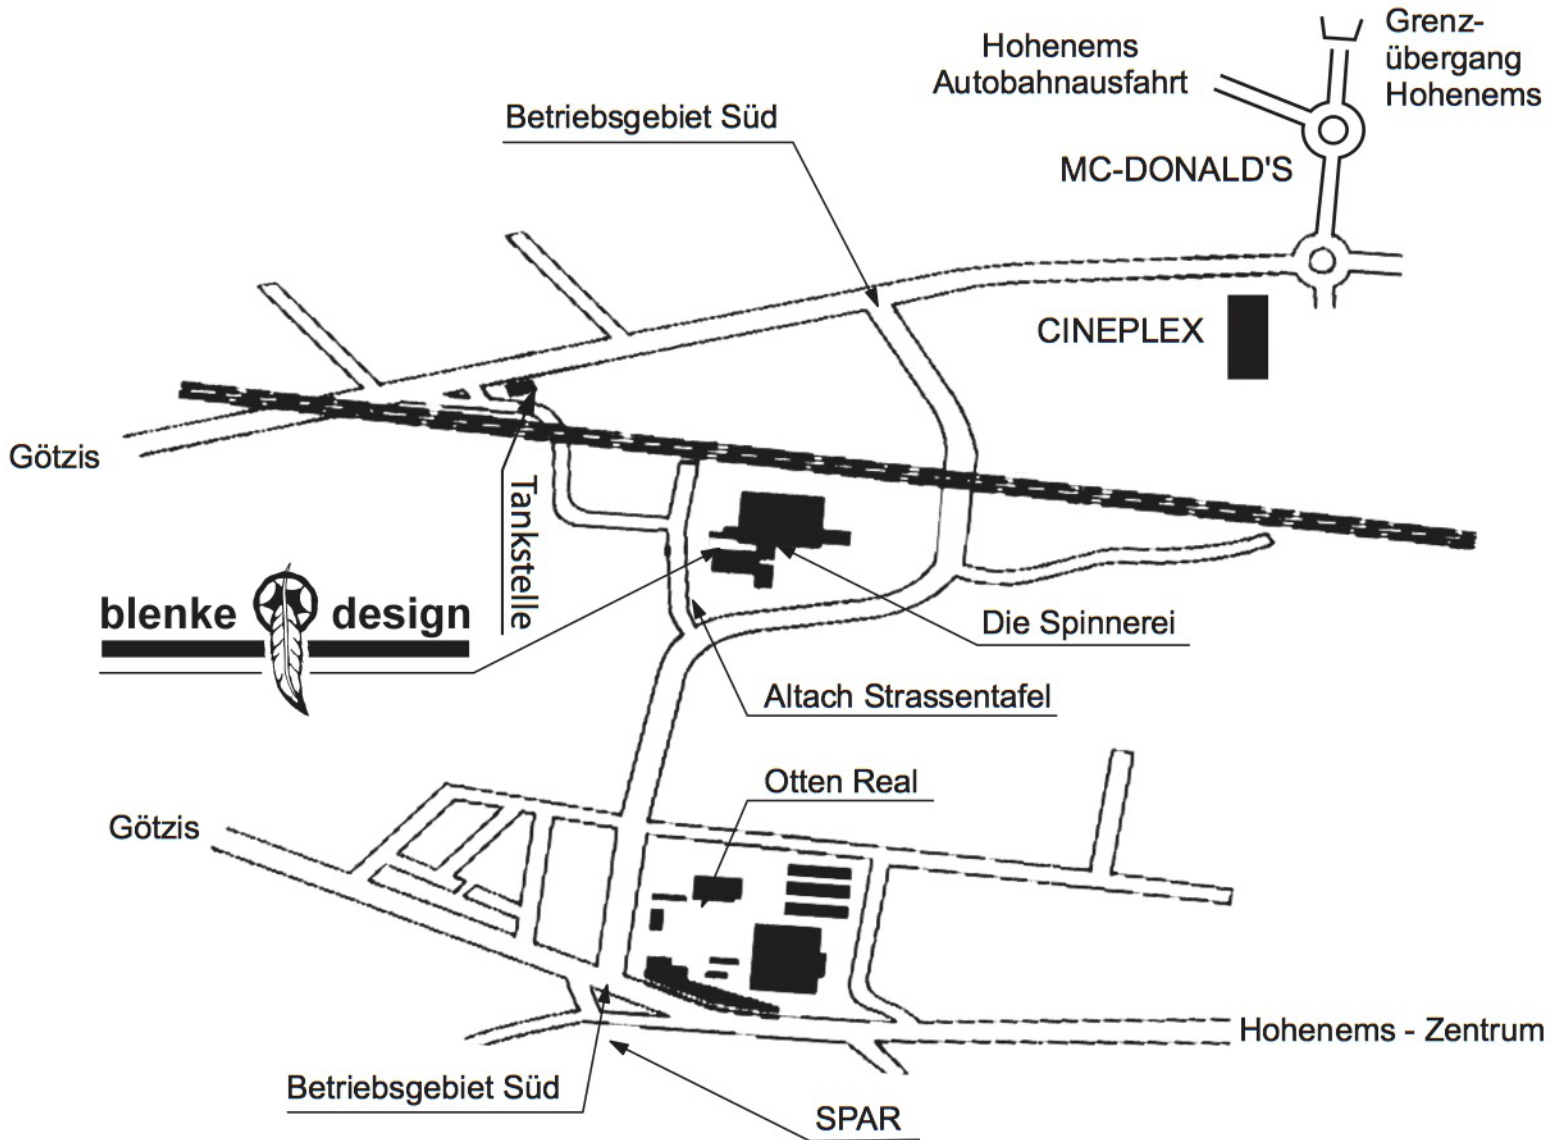 Grenz-
übergang
Hohenems
Hohenems
Autobahnausfahrt
Betriebsgebiet Süd
MC-DONALD'S
CINEPLEX
Götzis
Tankstelle
blenke design
Die Spinnerei
Altach Strassentafel
Otten Real
Götzis
Hohenems - Zentrum
Betriebsgebiet Süd
SPAR